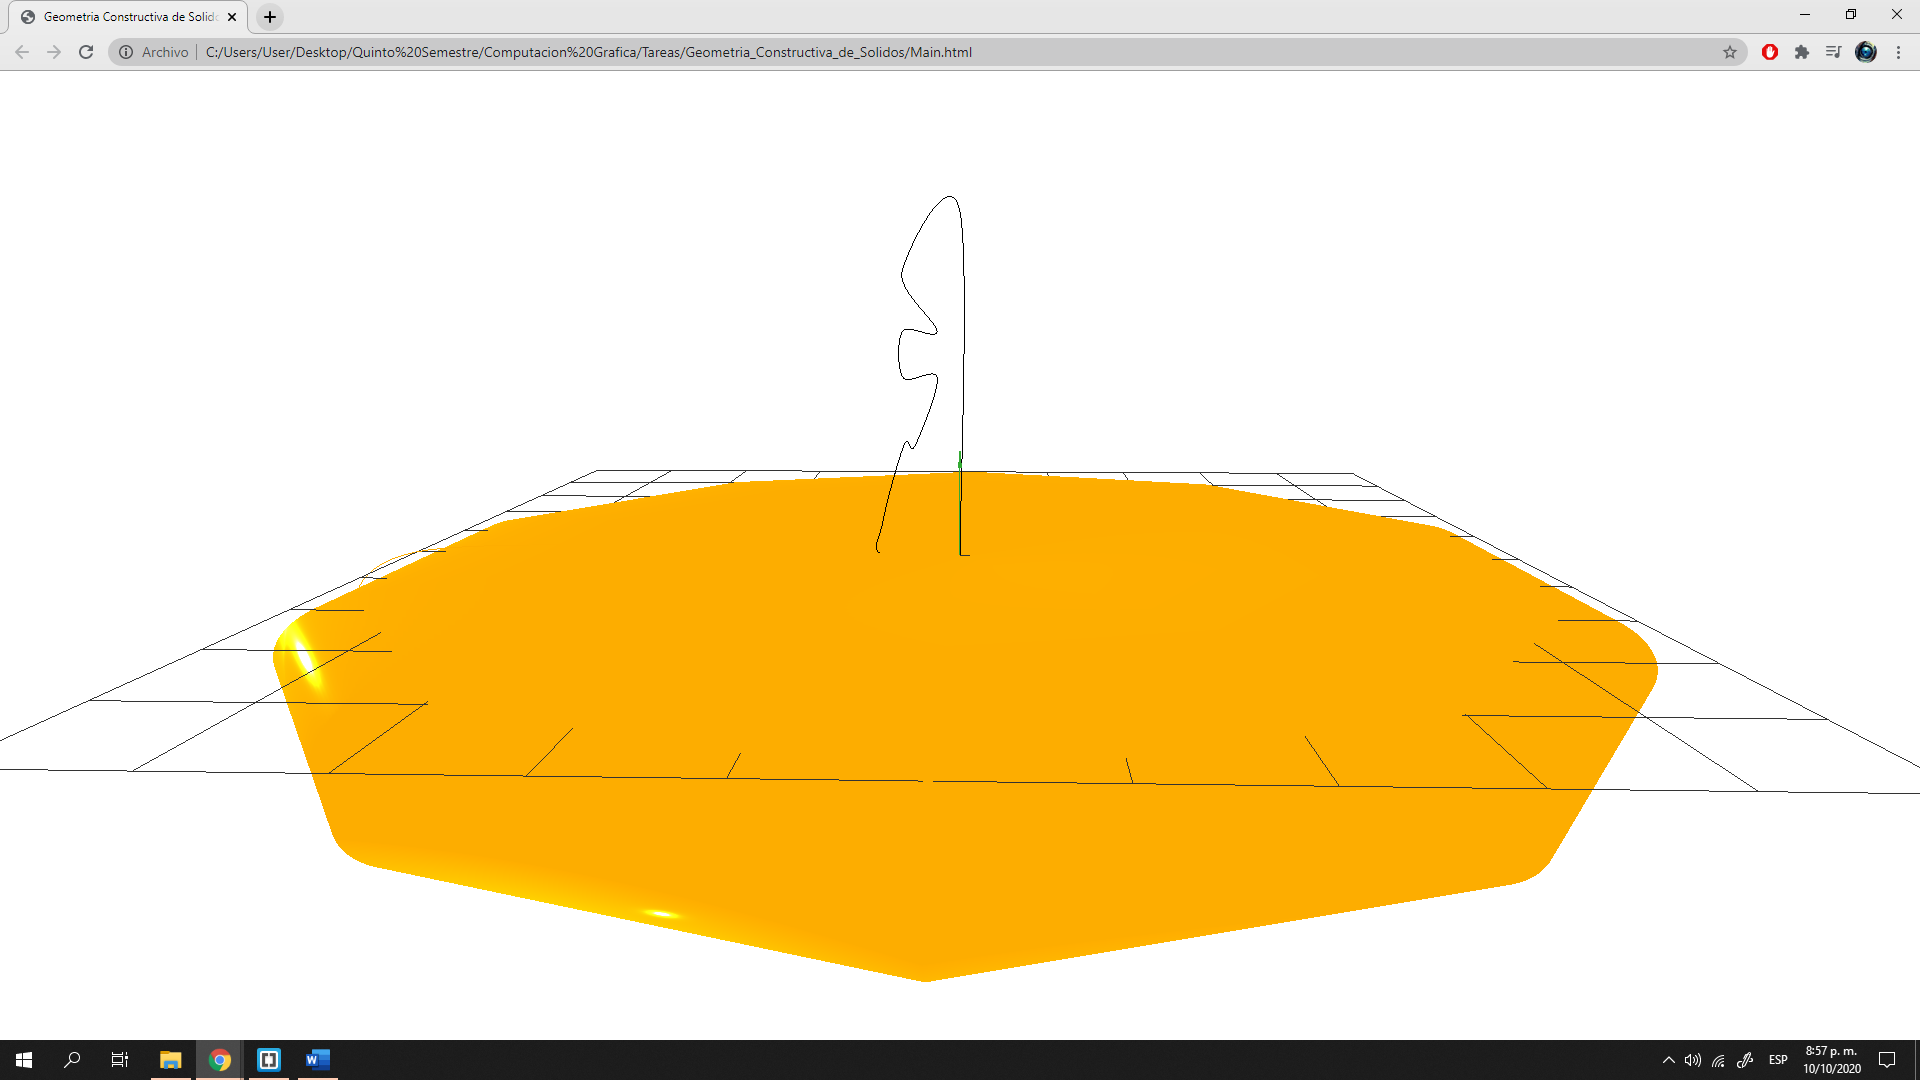 Geometria Constructiva de Solido
Archivo
C:/Users/User/Desktop/Quinto%20Semestre/Computacion%20Grafica/Tareas/Geometria_Constructiva_de_Solidos/Main.html
ESP
8:57 p. m.
10/10/2020